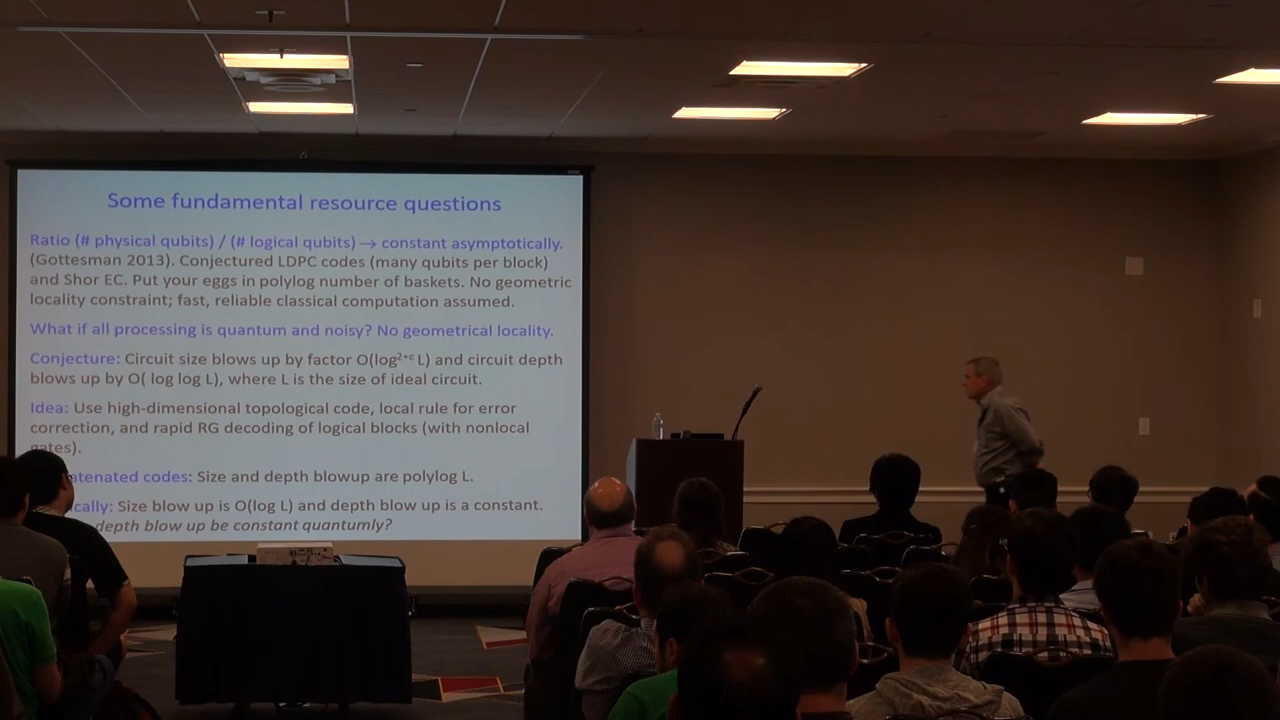 Some fundamental resource questions
Ratio (# physical qubits) / (# logical qubits) → constant asymptotically.
(Gottesman 2013). Conjectured LDPC codes (many qubits per block)
and Shor EC. Put your eggs in polylog number of baskets. No geometric
locality constraint; fast, reliable classical computation assumed.
What if all processing is quantum and noisy? No geometrical locality.
Conjecture: Circuit size blows up by factor O(log²⁺ᵋ L) and circuit depth
blows up by O( log log L), where L is the size of ideal circuit.
Idea: Use high-dimensional topological code, local rule for error
correction, and rapid RG decoding of logical blocks (with nonlocal
gates).
codes: Size and depth blowup are polylog L.
Size blow up is O(log L) and depth blow up is a constant.
depth blow up be constant quantumly?